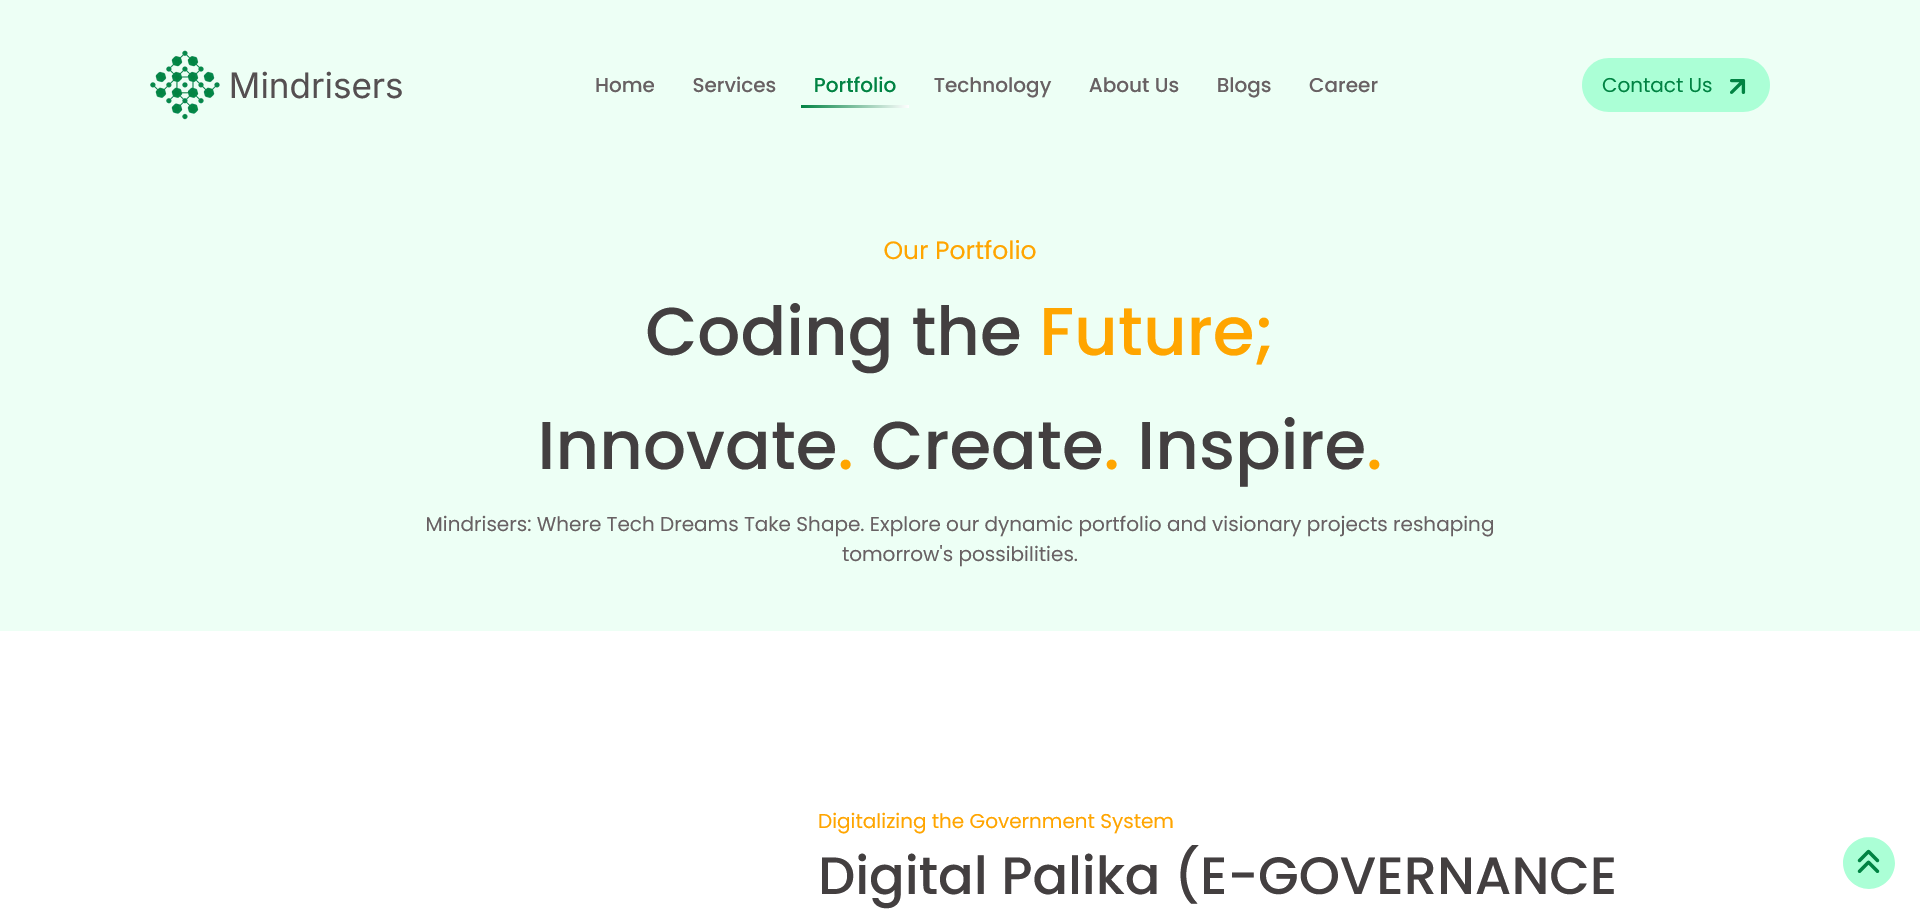 Mindrisers
Home Services Portfolio Technology About Us Blogs Career
Contact Us
Our Portfolio
Coding the Future;
Innovate. Create. Inspire.
Mindrisers: Where Tech Dreams Take Shape. Explore our dynamic portfolio and visionary projects reshaping
tomorrow's possibilities.
Digitalizing the Government System
Digital Palika (E-GOVERNANCE